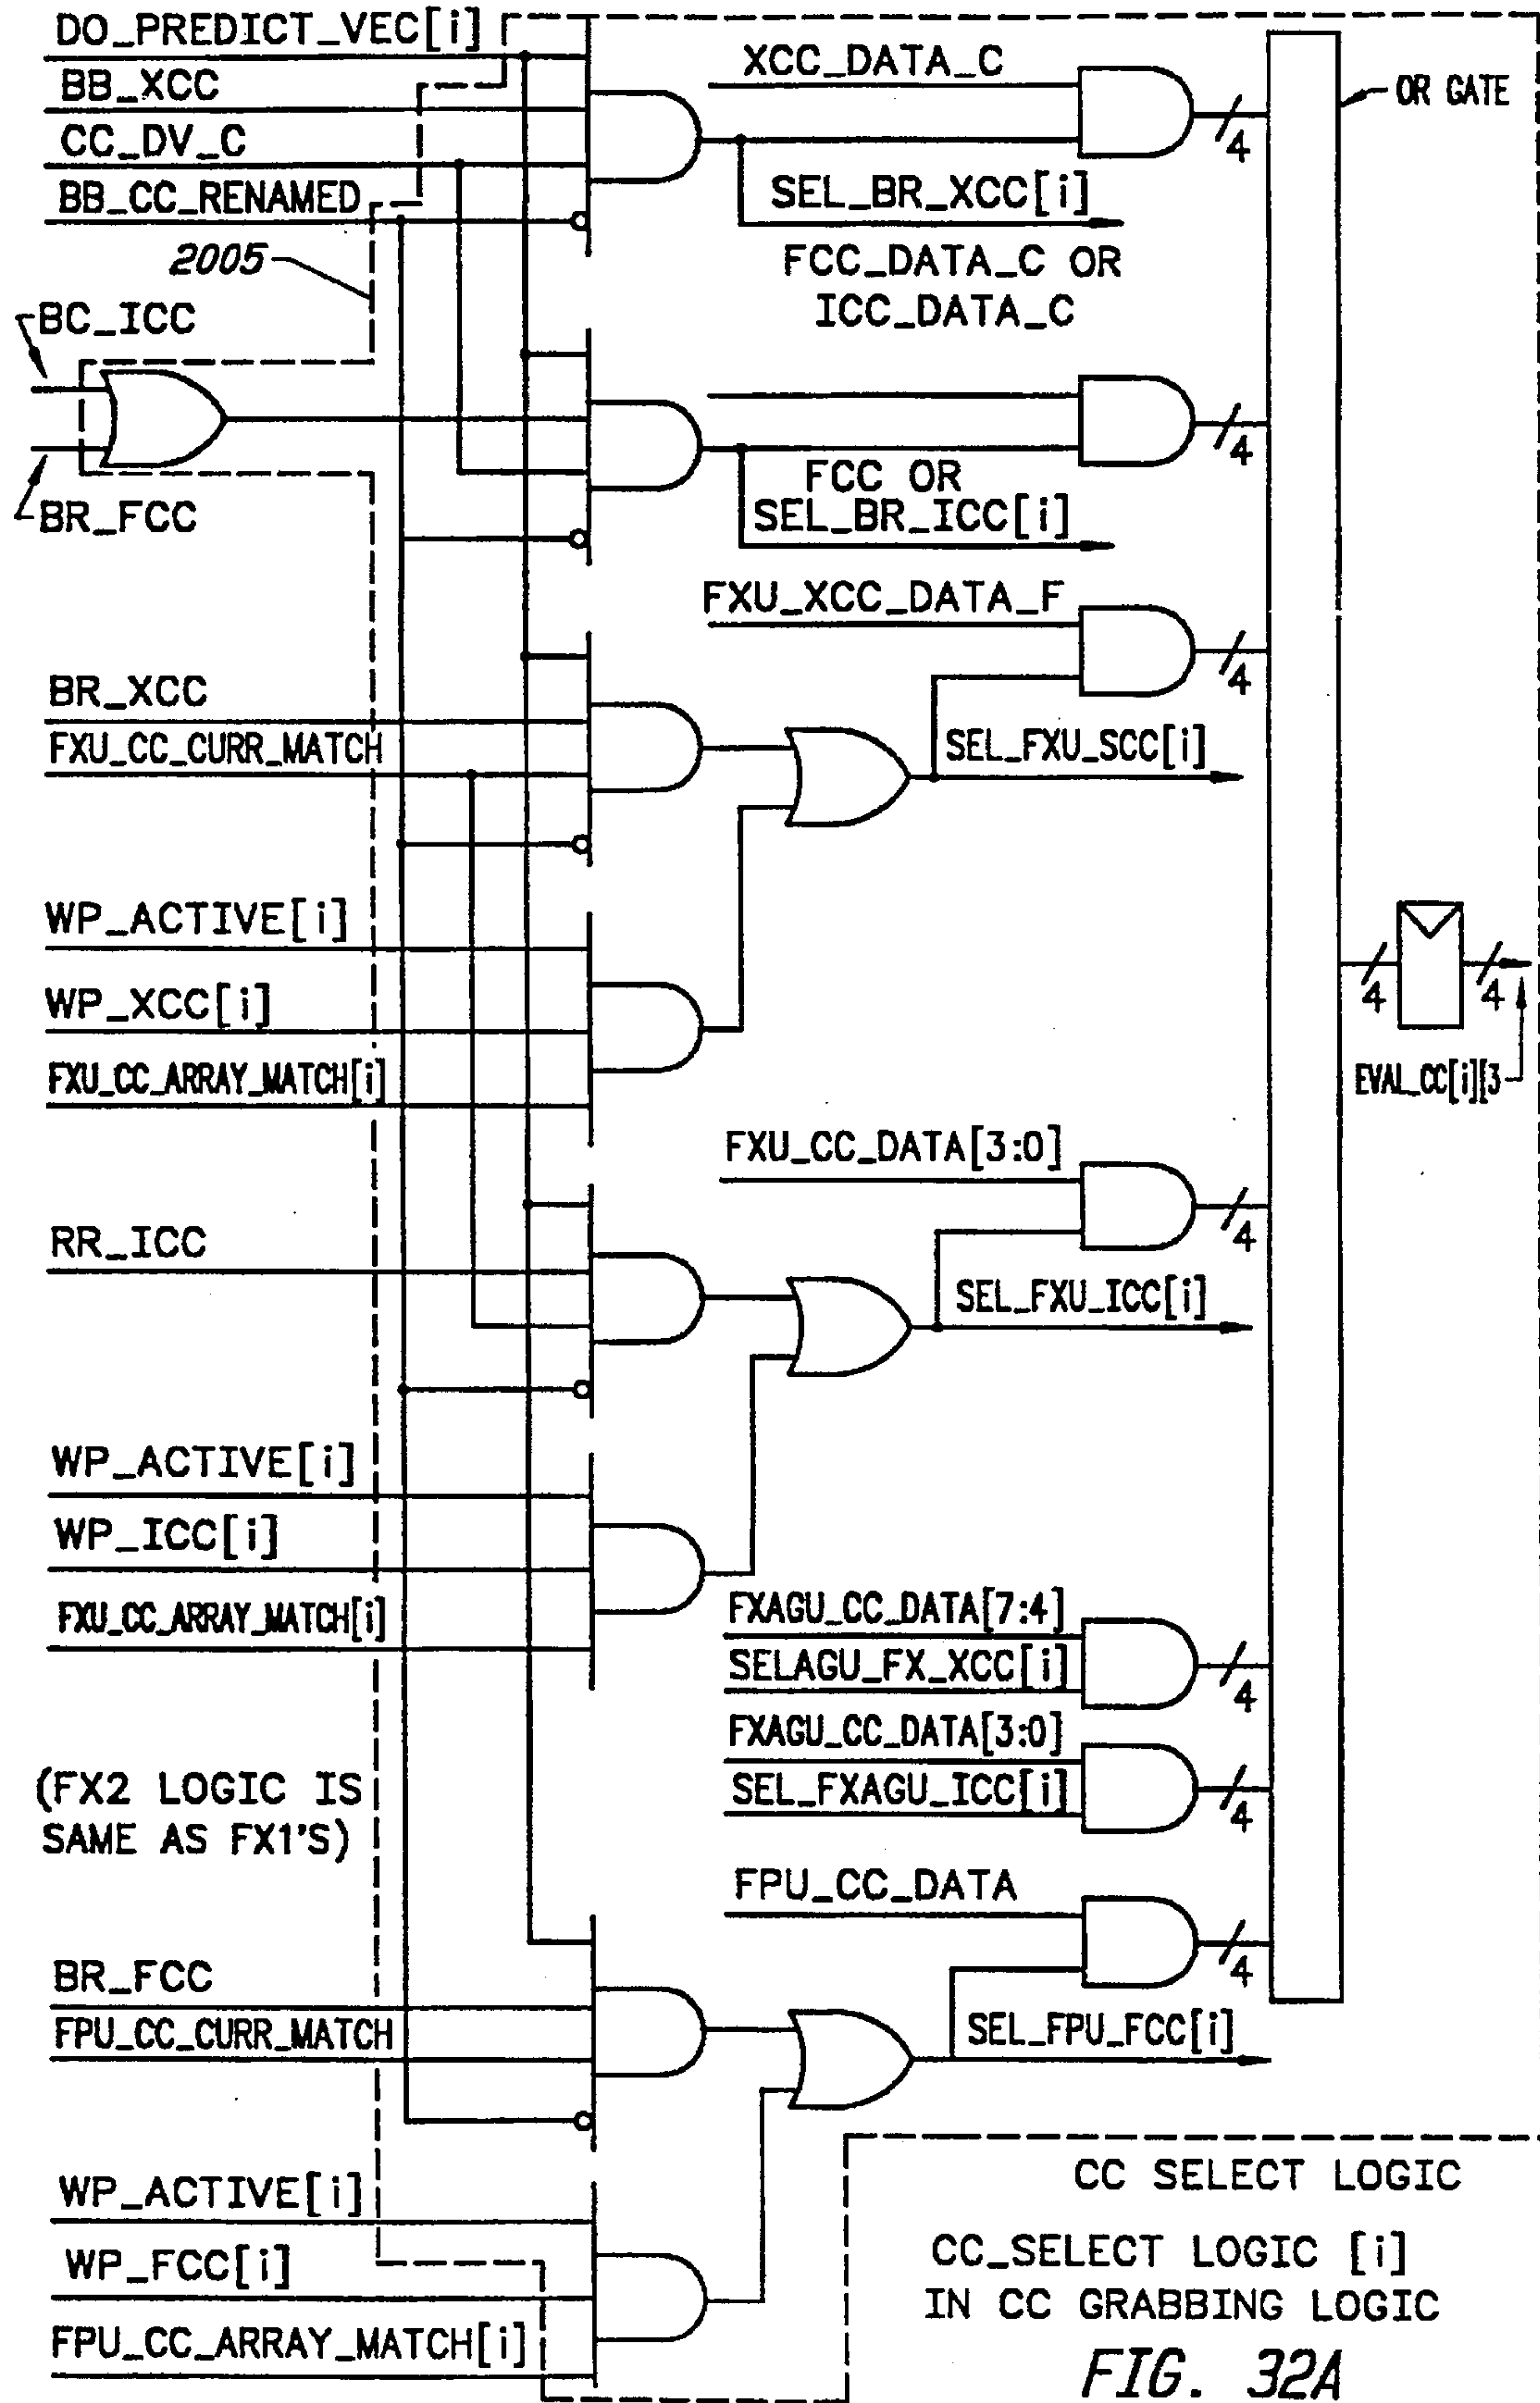 DO_PREDICT_VEC[i]
BB_XCC
CC_DV_C
BB_CC_RENAMED
2005
BC_ICC
BR_FCC
XCC_DATA_C
OR GATE
4
SEL_BR_XCC[i]
FCC_DATA_C OR
ICC_DATA_C
4
FCC OR
SEL_BR_ICC[i]
FXU_XCC_DATA_F
4
BR_XCC
FXU_CC_CURR_MATCH
SEL_FXU_SCC[i]
WP_ACTIVE[i]
WP_XCC[i]
FXU_CC_ARRAY_MATCH[i]
4
4
EVAL_CC[i][3
FXU_CC_DATA[3:0]
4
RR_ICC
SEL_FXU_ICC[i]
WP_ACTIVE[i]
WP_ICC[i]
FXU_CC_ARRAY_MATCH[i]
FXAGU_CC_DATA[7:4]
SELAGU_FX_XCC[i]
4
FXAGU_CC_DATA[3:0]
SEL_FXAGU_ICC[i]
4
(FX2 LOGIC IS
SAME AS FX1'S)
FPU_CC_DATA
4
BR_FCC
FPU_CC_CURR_MATCH
SEL_FPU_FCC[i]
WP_ACTIVE[i]
WP_FCC[i]
FPU_CC_ARRAY_MATCH[i]
CC SELECT LOGIC
CC_SELECT LOGIC [i]
IN CC GRABBING LOGIC
FIG. 32A